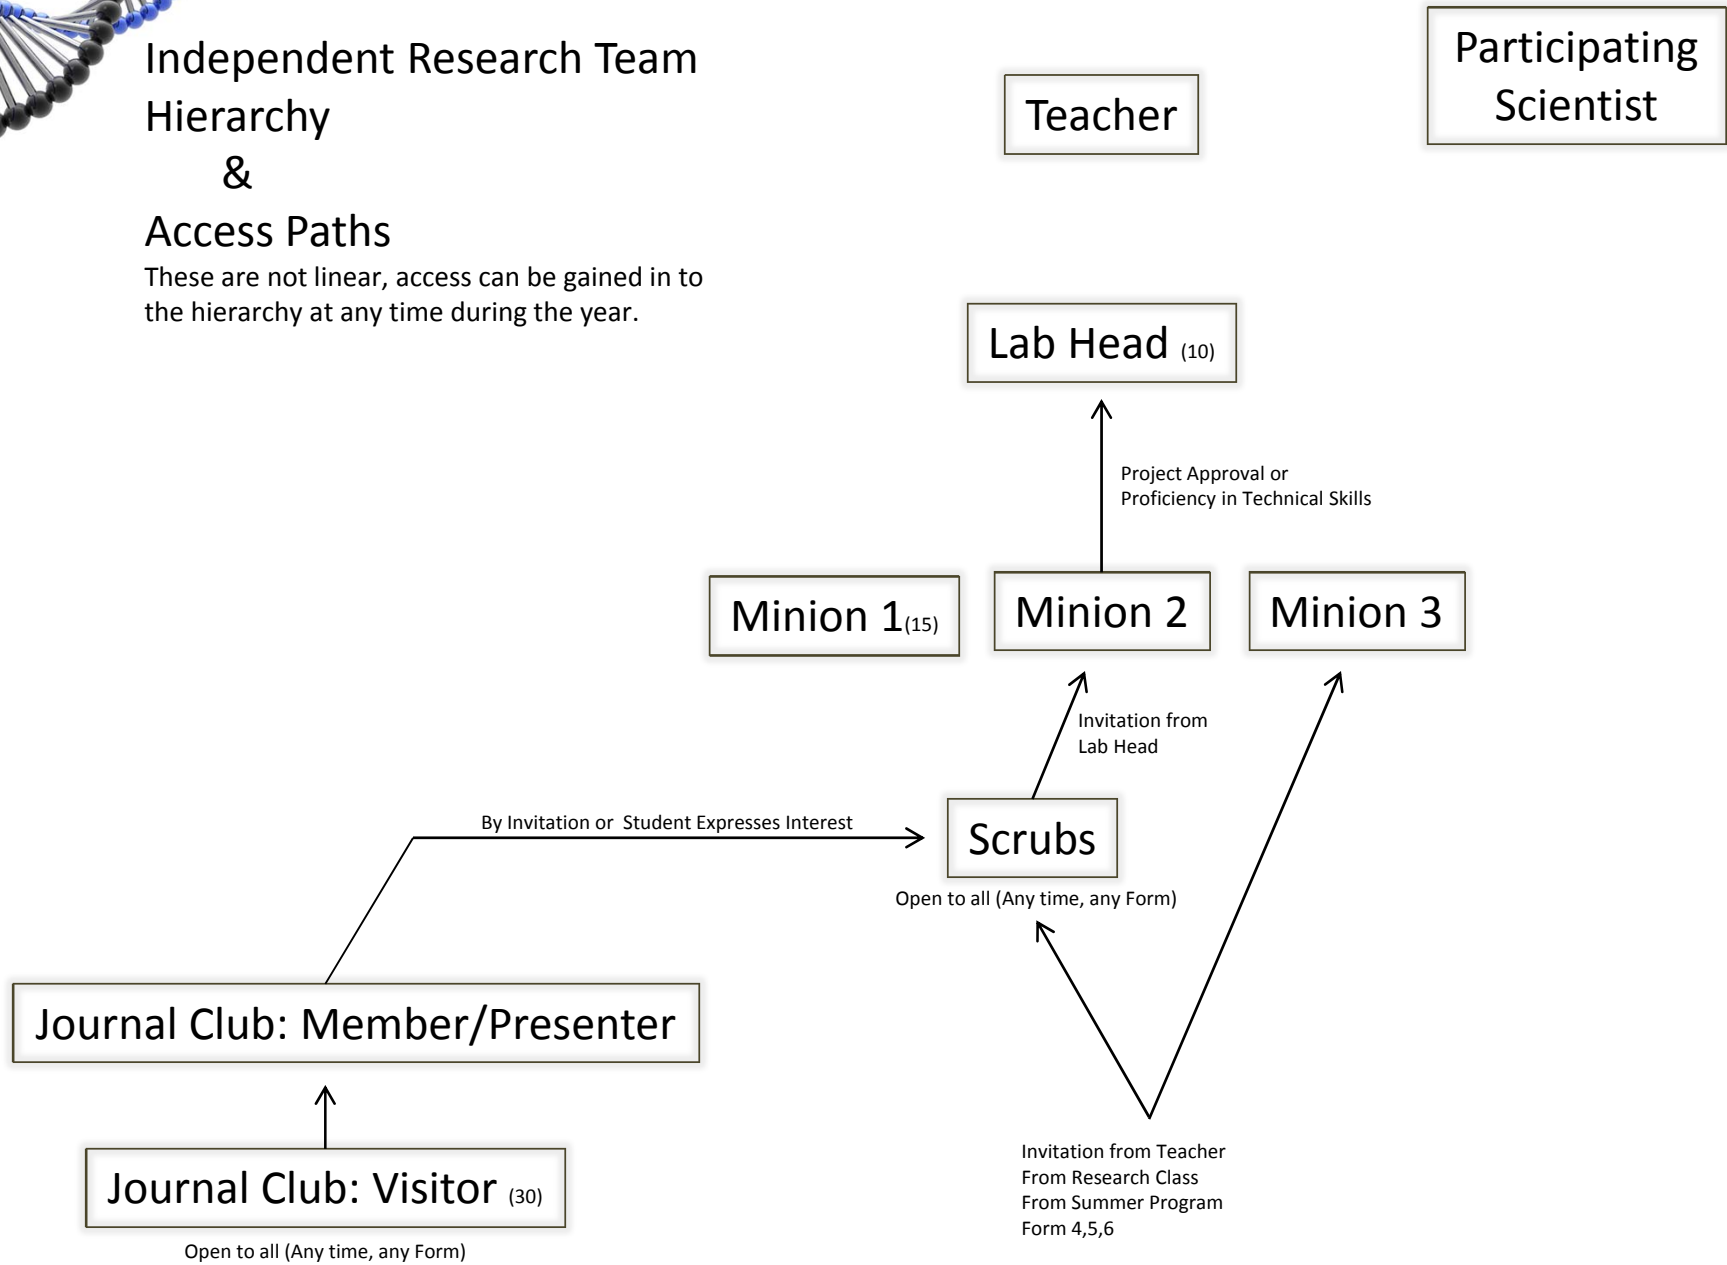 Independent Research Team
Hierarchy
&
Access Paths
These are not linear, access can be gained in to
the hierarchy at any time during the year.
Teacher
Participating
Scientist
Lab Head (10)
Project Approval or
Proficiency in Technical Skills
Minion 1(15)
Minion 2
Minion 3
Invitation from
Lab Head
By Invitation or  Student Expresses Interest
Scrubs
Open to all (Any time, any Form)
Journal Club: Member/Presenter
Journal Club: Visitor (30)
Open to all (Any time, any Form)
Invitation from Teacher
From Research Class
From Summer Program
Form 4,5,6